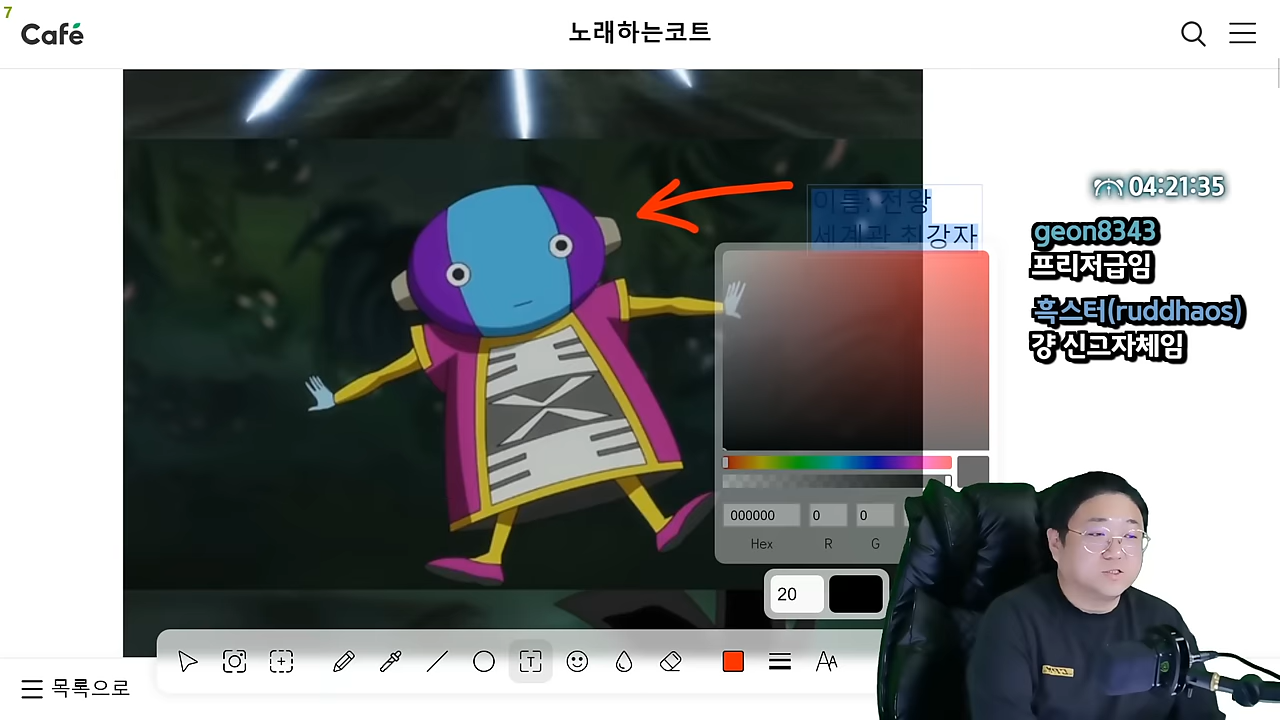 7
Café
노래하는코트
이름: 전왕
세계관 최강자
04:21:35
geon8343
프리저급임
흑스터(ruddhaos)
걍 신그자체임
000000
0
0
Hex
R
G
20
T
AA
목록으로